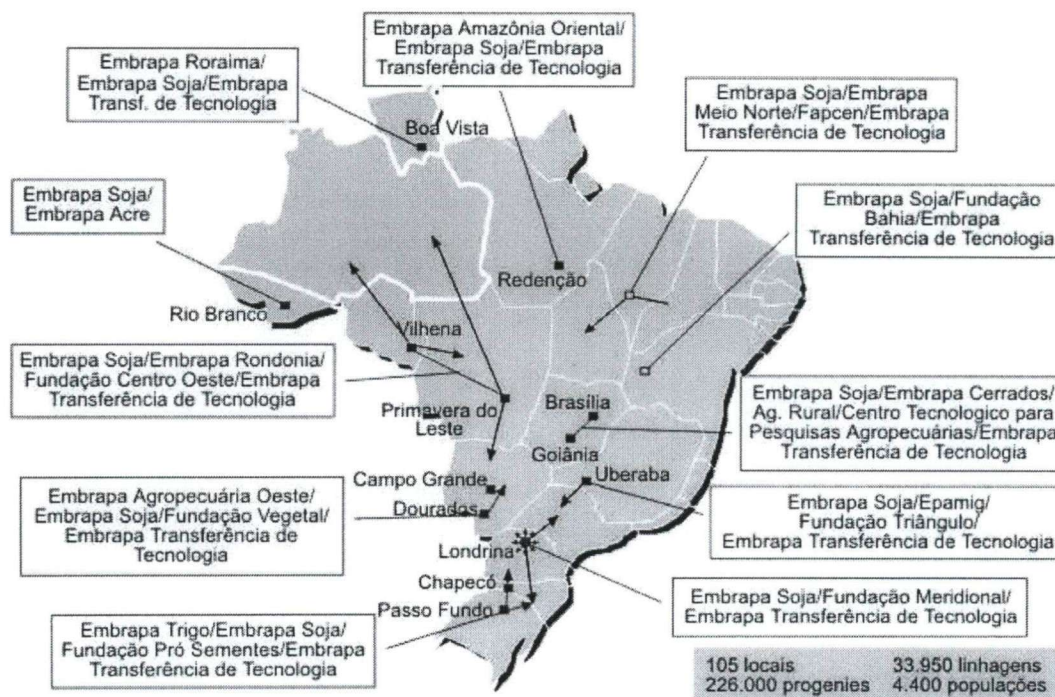 Embrapa Amazônia Oriental/
Embrapa Soja/Embrapa
Transferência de Tecnologia
Embrapa Roraima/
Embrapa Soja/Embrapa
Transf. de Tecnologia
Embrapa Soja/Embrapa
Meio Norte/Fapcen/Embrapa
Transferência de Tecnologia
Boa Vista
Embrapa Soja/
Embrapa Acre
Embrapa Soja/Fundação
Bahia/Embrapa
Transferência de Tecnologia
Redenção
Rio Branco
Vilhena
Embrapa Soja/Embrapa Rondonia/
Fundação Centro Oeste/Embrapa
Transferência de Tecnologia
Primavera do
Leste
Brasília
Goiânia
Embrapa Soja/Embrapa Cerrados/
Ag. Rural/Centro Tecnologico para
Pesquisas Agropecuárias/Embrapa
Transferência de Tecnologia
Campo Grande
Uberaba
Dourados
Embrapa Agropecuária Oeste/
Embrapa Soja/Fundação Vegetal/
Embrapa Transferência de
Tecnologia
Embrapa Soja/Epamig/
Fundação Triângulo/
Embrapa Transferência de Tecnologia
Londrina
Chapecó
Passo Fundo
Embrapa Soja/Fundação Meridional/
Embrapa Transferência de Tecnologia
Embrapa Trigo/Embrapa Soja/
Fundação Pró Sementes/Embrapa
Transferência de Tecnologia
105 locais 33.950 linhagens
226.000 progenies 4.400 populações